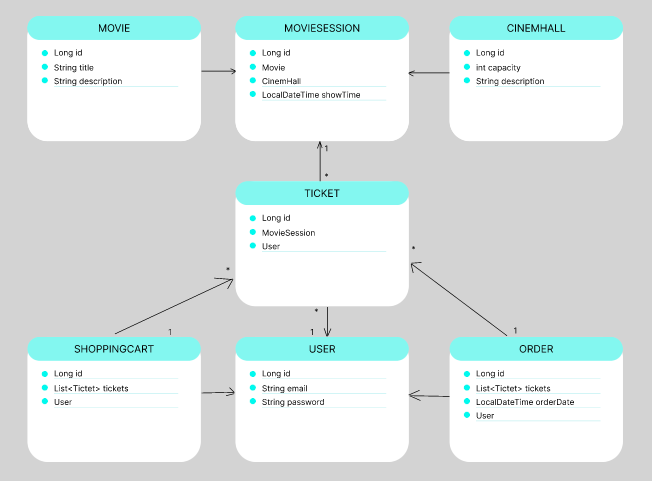 MOVIE
Long id
String title
String description
MOVIESESSION
Long id
Movie
CinemHall
LocalDateTime showTime
CINEMHALL
Long id
int capacity
String description
1
*
TICKET
Long id
MovieSession
User
*
1
*
1
*
1
SHOPPINGCART
Long id
List<Tictet> tickets
User
USER
Long id
String email
String password
ORDER
Long id
List<Tictet> tickets
LocalDateTime orderDate
User